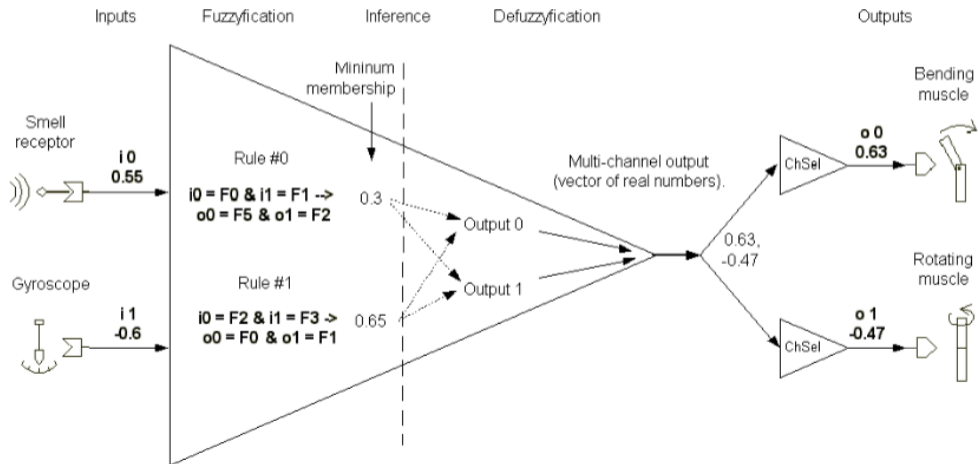 Inputs
Fuzzyfication
Inference
Defuzzyfication
Outputs
Mininum
membership
Smell
receptor
i 0
0.55
Rule #0
i0 = F0 & i1 = F1 -->
o0 = F5 & o1 = F2
0.3
Gyroscope
i 1
-0.6
Rule #1
i0 = F2 & i1 = F3 ->
o0 = F0 & o1 = F1
0.65
Output 0
Output 1
Multi-channel output
(vector of real numbers).
0.63,
-0.47
ChSel
o 0
0.63
Bending
muscle
ChSel
o 1
-0.47
Rotating
muscle